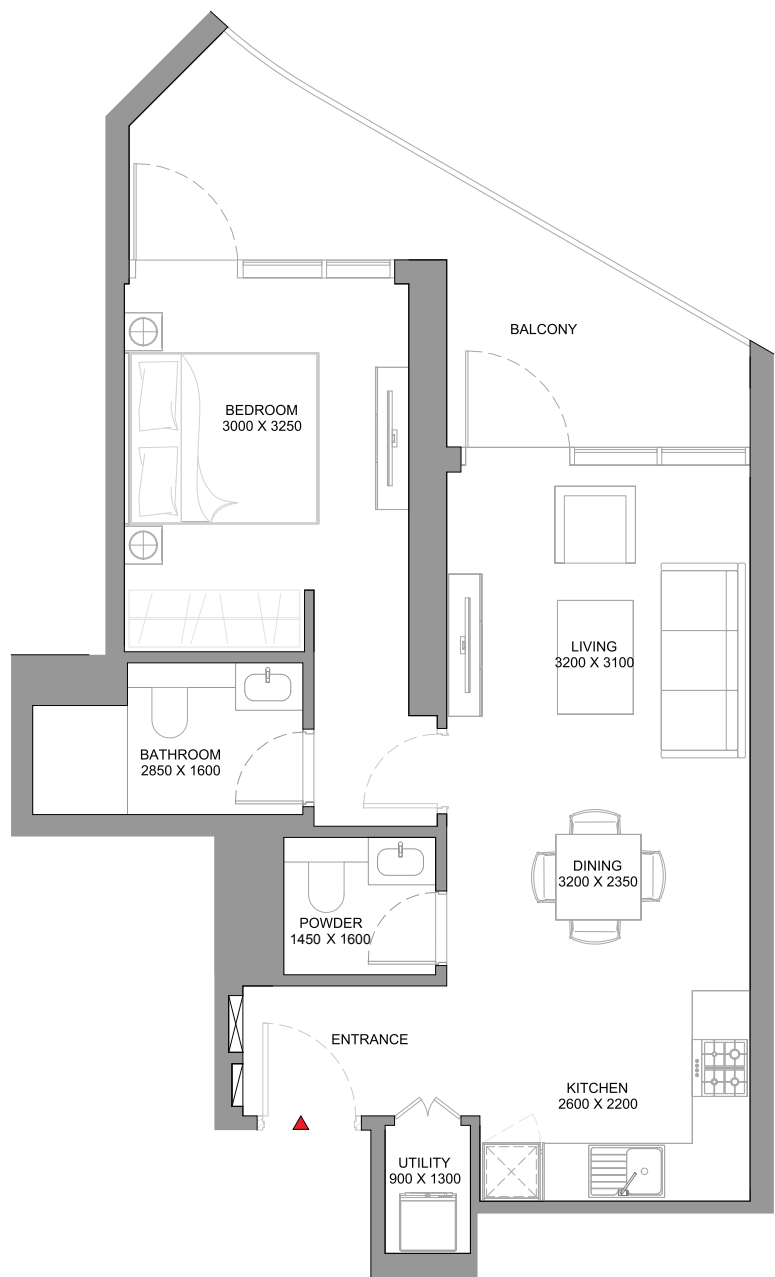 BALCONY
BEDROOM
3000 X 3250
LIVING
3200 X 3100
BATHROOM
2850 X 1600
DINING
3200 X 2350
POWDER
1450 X 1600
ENTRANCE
KITCHEN
2600 X 2200
UTILITY
900 X 1300